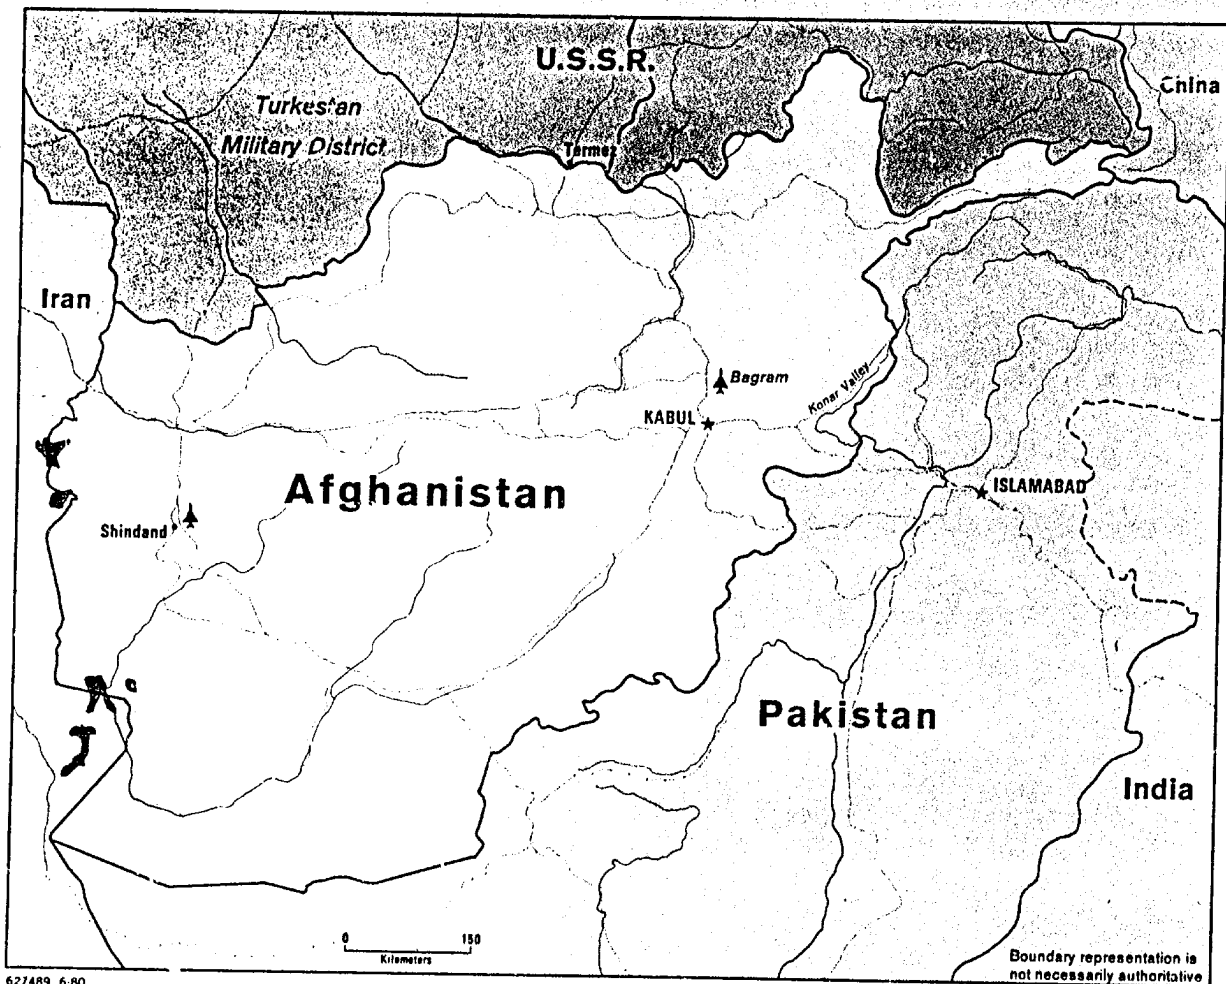 U.S.S.R.
China
Turkestan
Military District
Termez
Iran
Bagram
Konar Valley
KABUL
Afghanistan
ISLAMABAD
Shindand
Pakistan
India
0 150
Kilometers
Boundary representation is
not necessarily authoritative
627489 6-80